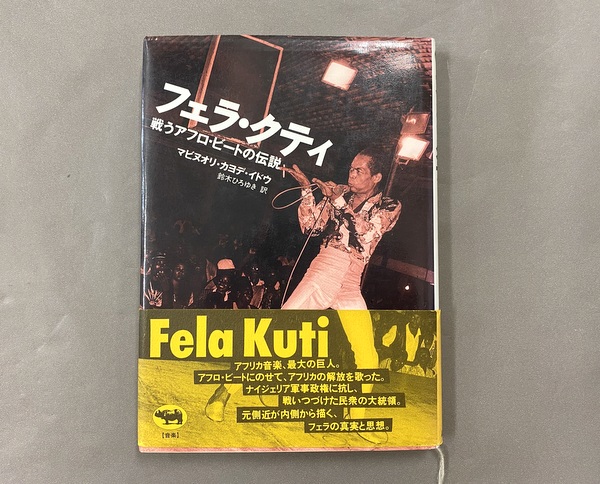 フェラ・クティ
戦うアフロ・ビートの伝説
マビヌオリ・カヨデ・イドウ
鈴木ひろゆき 訳
Fela Kuti
アフリカ音楽、最大の巨人。
アフロ・ビートにのせて、アフリカの解放を歌った。
ナイジェリア軍事政権に抗し、
戦いつづけた民衆の大統領。
元側近が内側から描く、
フェラの真実と思想。
【音楽】